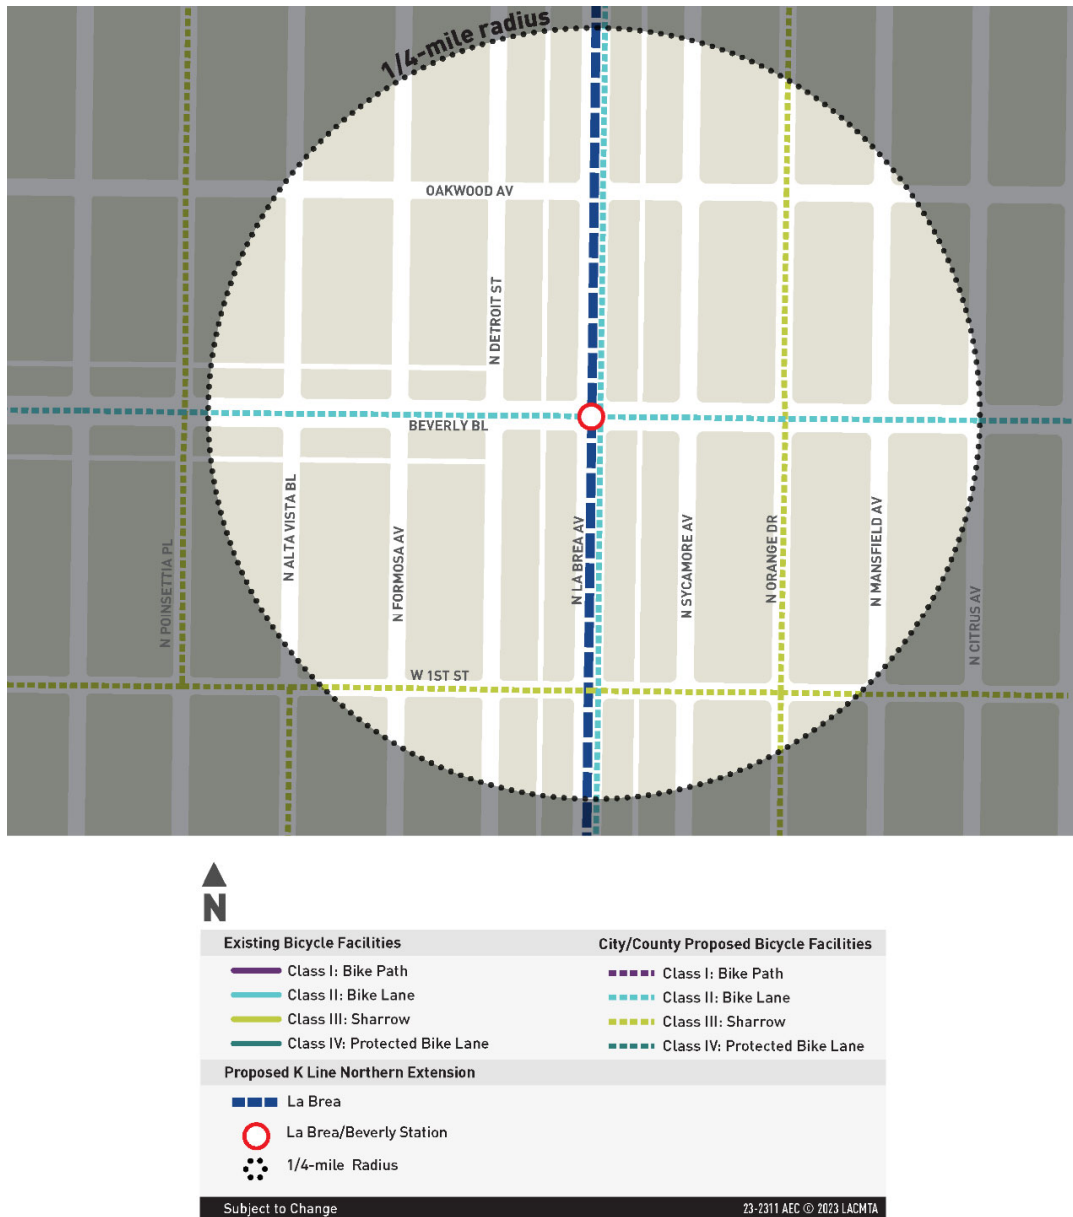 1/4-mile radius
OAKWOOD AV
N DETROIT ST
BEVERLY BL
N POINSETTIA PL
N ALTA VISTA BL
N FORMOSA AV
N LA BREA AV
N SYCAMORE AV
N ORANGE DR
N MANSFIELD AV
N CITRUS AV
W 1ST ST
N
Existing Bicycle Facilities
Class I: Bike Path
Class II: Bike Lane
Class III: Sharrow
Class IV: Protected Bike Lane
City/County Proposed Bicycle Facilities
Class I: Bike Path
Class II: Bike Lane
Class III: Sharrow
Class IV: Protected Bike Lane
Proposed K Line Northern Extension
La Brea
La Brea/Beverly Station
1/4-mile Radius
Subject to Change
23-2311 AEC © 2023 LACMTA